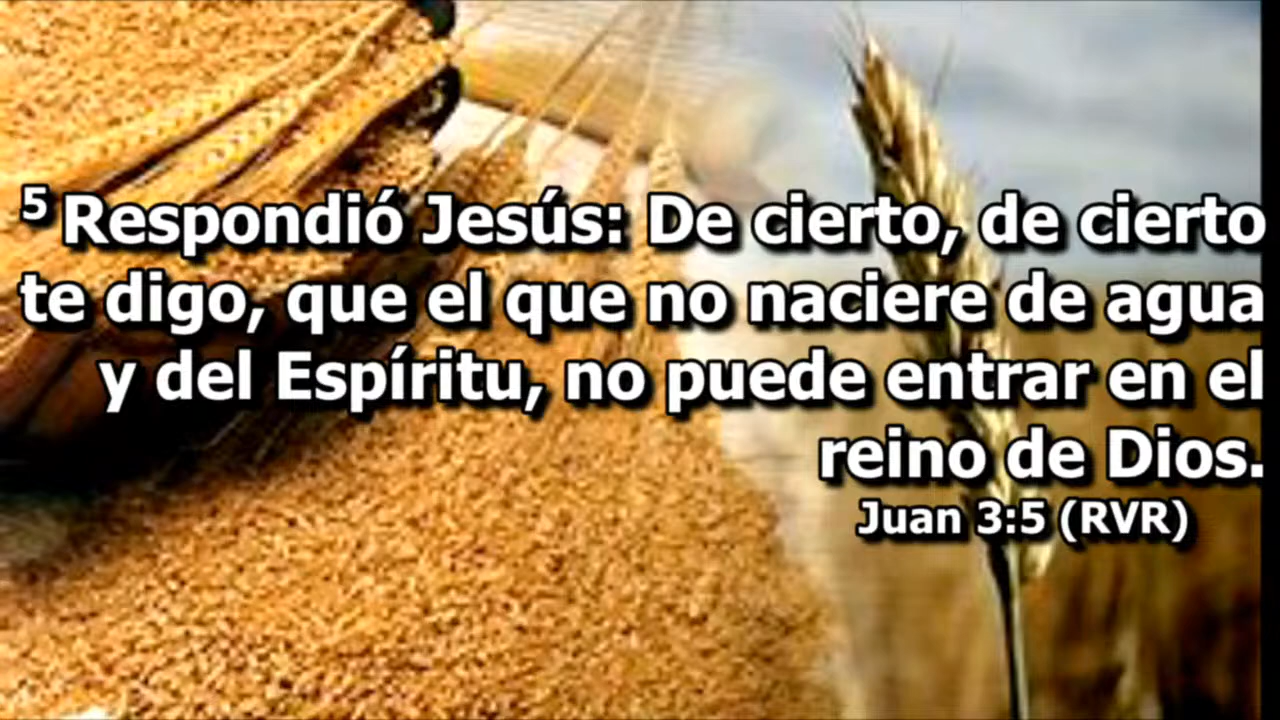 5 Respondió Jesús: De cierto, de cierto
te digo, que el que no naciere de agua
y del Espíritu, no puede entrar en el
reino de Dios.
Juan 3:5 (RVR)